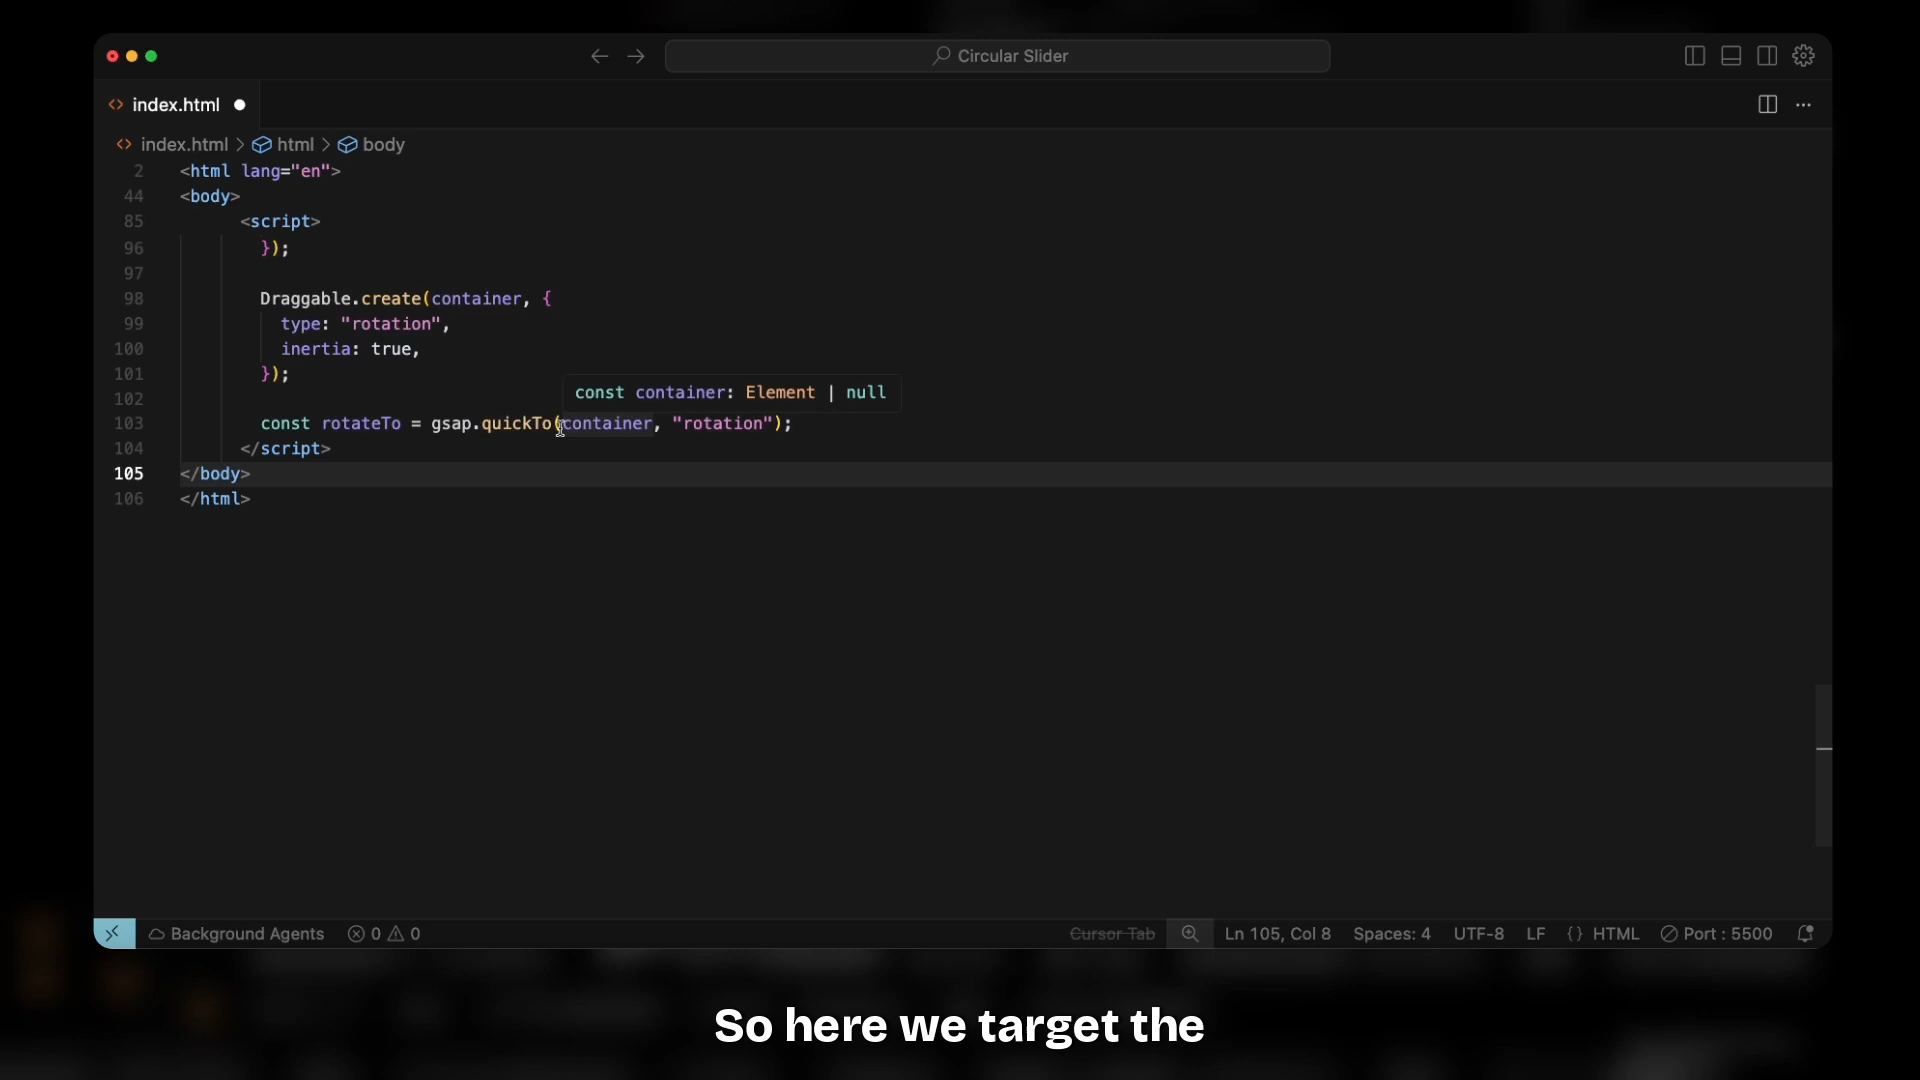 Circular Slider
index.html
index.html > html > body
2 <html lang="en">
44 <body>
85 <script>
96 });
97
98 Draggable.create(container, {
99 type: "rotation",
100 inertia: true,
101 });
const container: Element | null
102
103 const rotateTo = gsap.quickTo(container, "rotation");
104 </script>
105 </body>
106 </html>
Background Agents 0 0 Cursor Tab Ln 105, Col 8 Spaces: 4 UTF-8 LF {} HTML Port : 5500
So here we target the